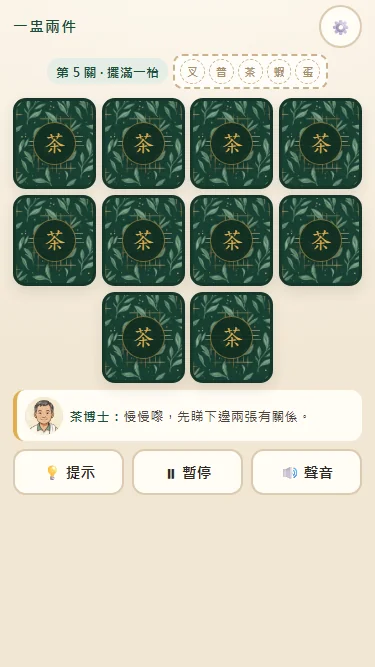 一盅兩件
第 5 關 · 擺滿一枱
叉 普 茶 蝦 蛋
茶 茶 茶 茶
茶 茶 茶 茶
茶 茶
茶博士：慢慢嚟，先睇下邊兩張有關係。
提示 暫停 聲音